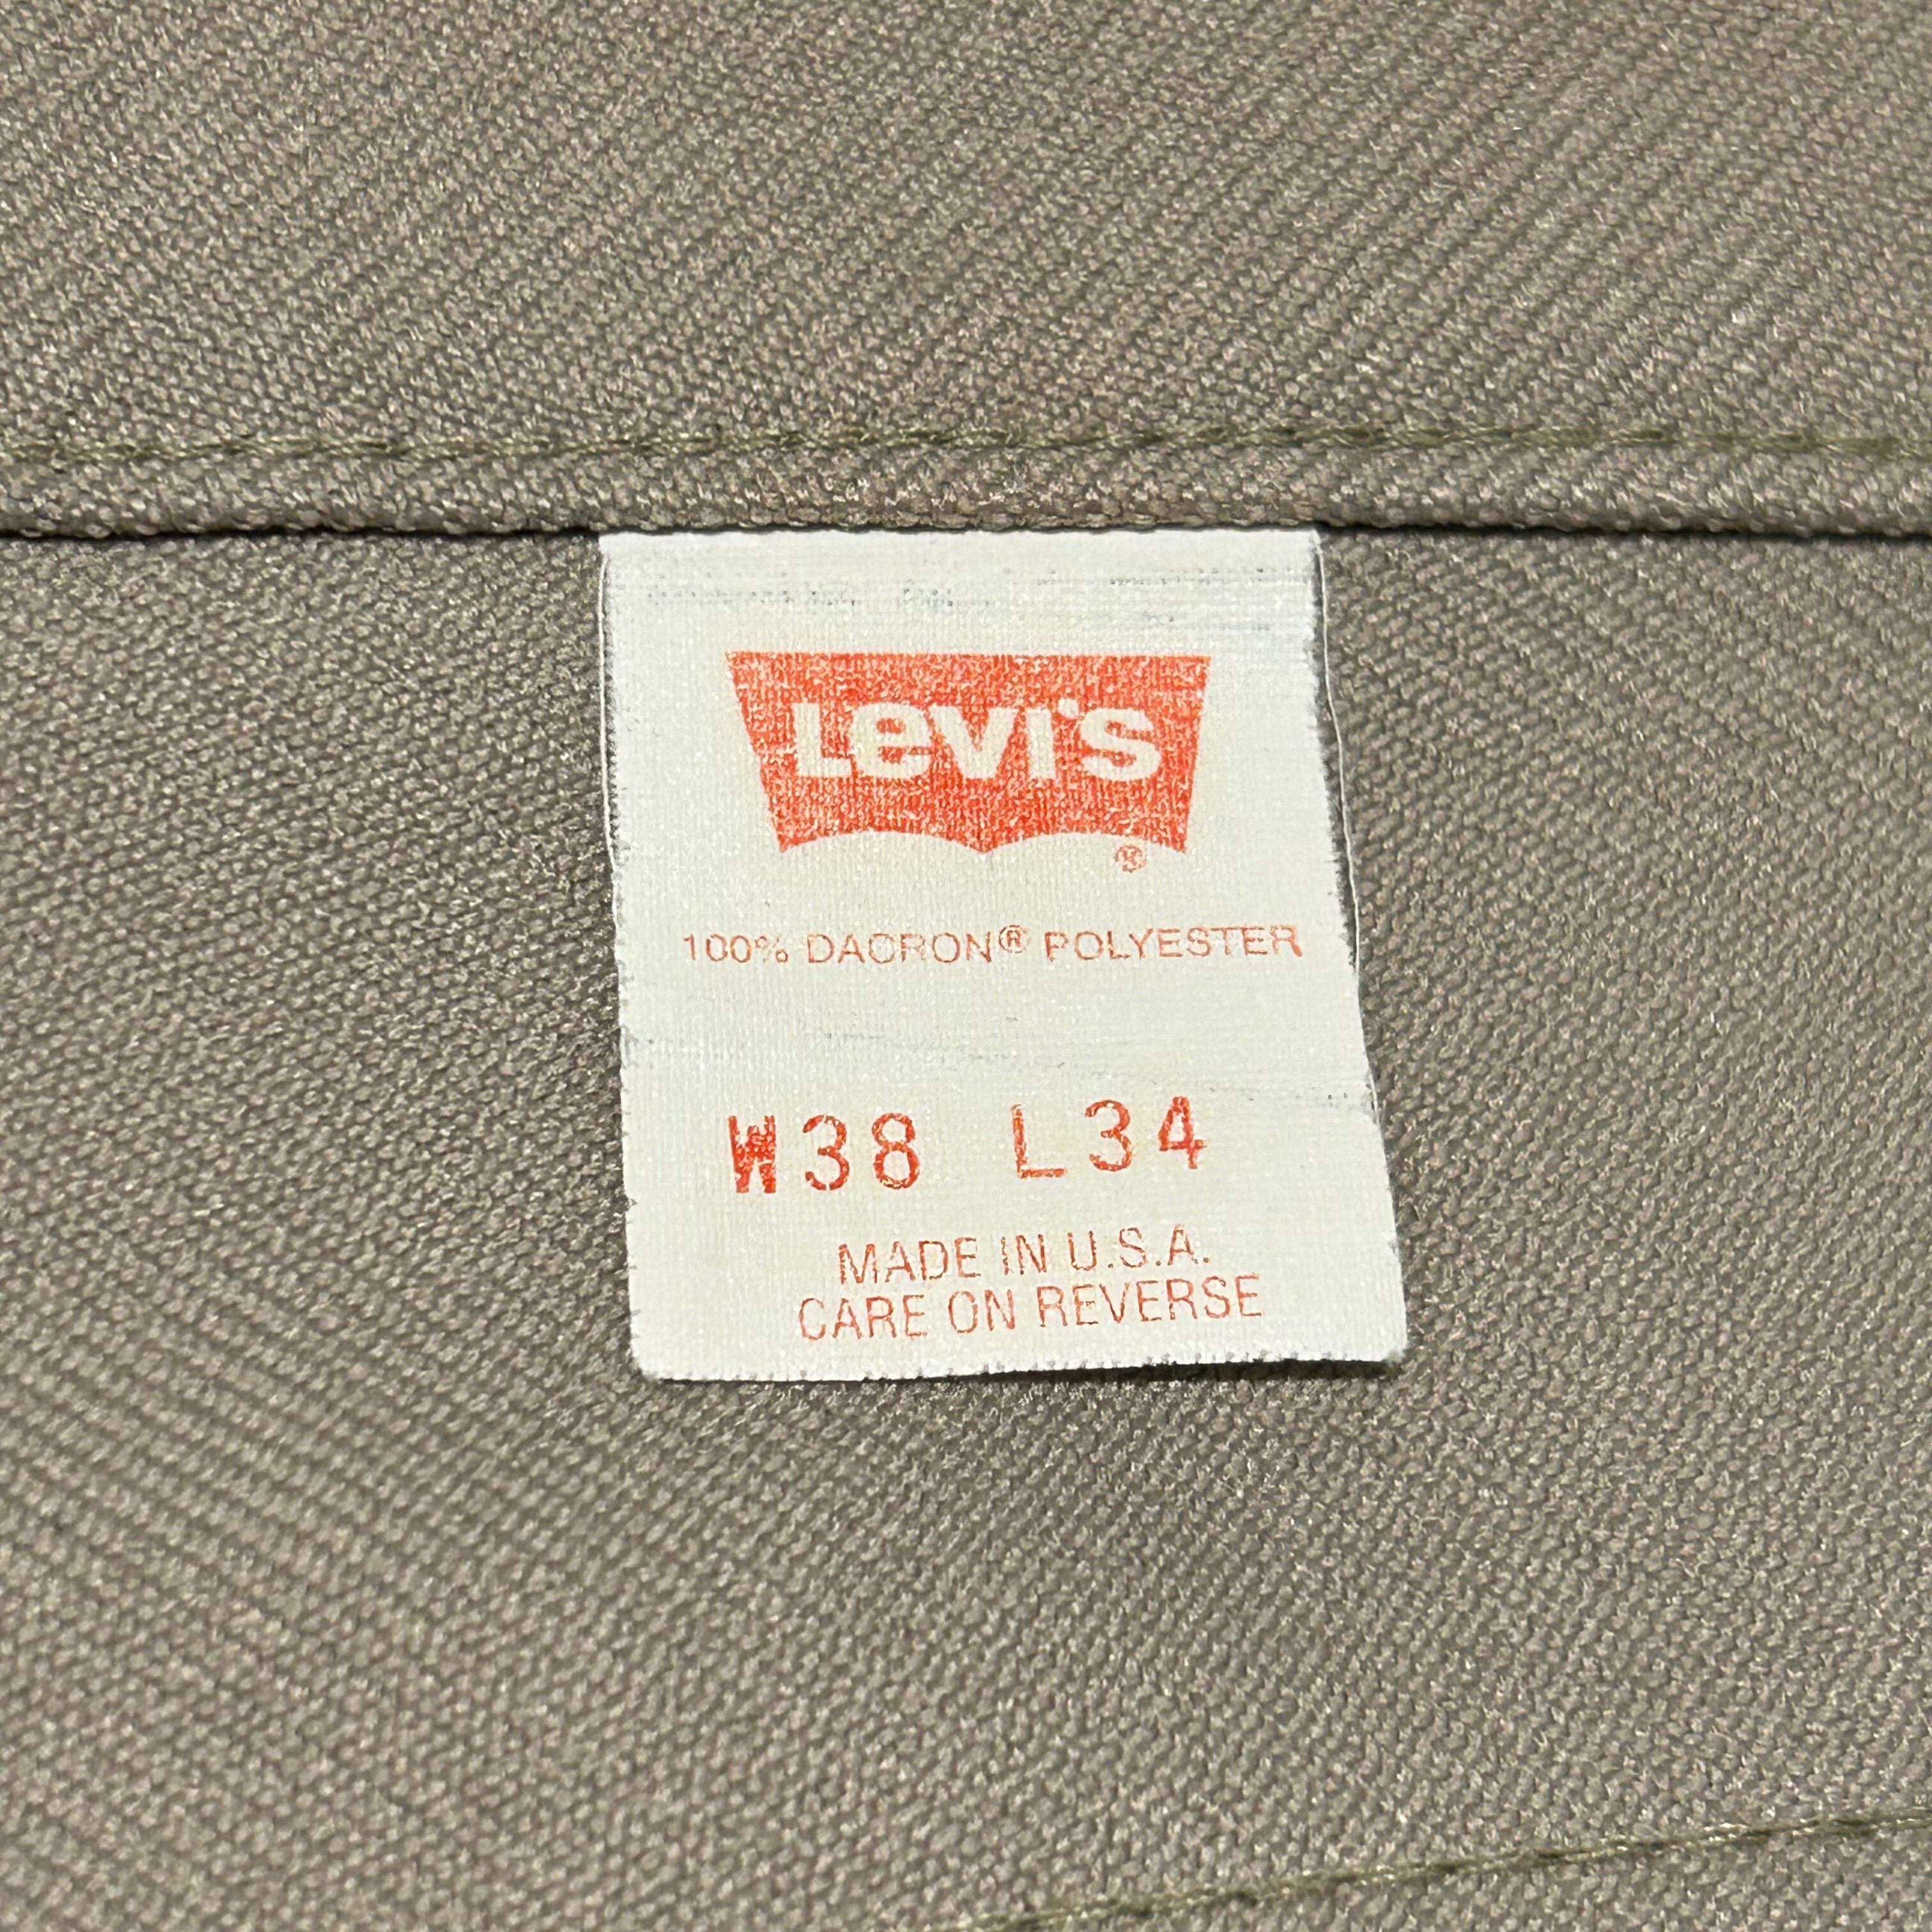 Levi's
®
100% DACRON® POLYESTER
W38 L34
MADE IN U.S.A.
CARE ON REVERSE